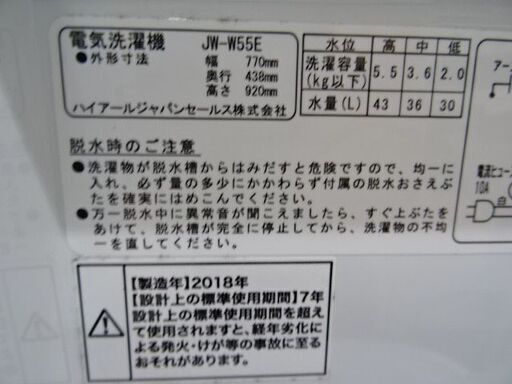 電気洗濯機 JW-W55E
●外形寸法 幅 770mm
奥行 438mm
高さ 920mm
ハイアールジャパンセールス株式会社
水位 高 中 低
洗濯容量(kg以下) 5.5 3.6 2.0
水量(L) 43 36 30
アー
脱水時のご注意
●洗濯物が脱水槽からはみだすと危険ですので、均一に
入れ、必ず量の多少にかかわらず付属の脱水おさえぶ
たを確実にはめこんでください。
●万一脱水中に異常音が聞こえましたら、すぐ上ぶたを
あけて、脱水槽が完全に停止してから、洗濯物の不均
一を直してください。
電流ヒュー
10A
白
【製造年】2018年
【設計上の標準使用期間】7年
設計上の標準使用期間を超え
て使用されますと、経年劣化に
よる発火・けが等の事故に至る
おそれがあります。